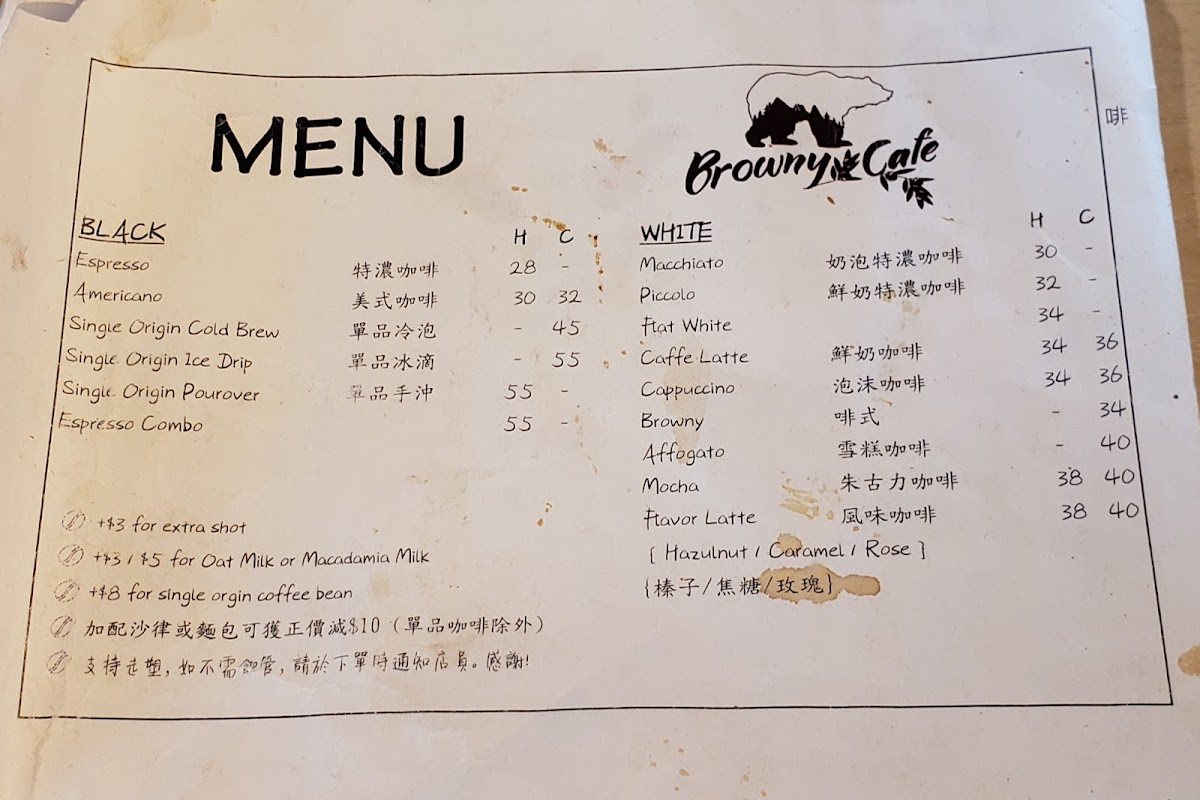 MENU
Browny Cafe
啡
BLACK H C
Espresso 特濃咖啡 28 -
Americano 美式咖啡 30 32
Single Origin Cold Brew 單品冷泡 - 45
Single Origin Ice Drip 單品冰滴 - 55
Single Origin Pourover 單品手沖 55 -
Espresso Combo 55 -
+$3 for extra shot
+$3 / $5 for Oat Milk or Macadamia Milk
+$8 for single orgin coffee bean
加配沙律或麵包可獲正價減$10（單品咖啡除外）
支持走塑, 如不需飲管, 請於下單時通知店員。感謝!
WHITE H C
Macchiato 奶泡特濃咖啡 30 -
Piccolo 鮮奶特濃咖啡 32 -
Flat White 34 -
Caffe Latte 鮮奶咖啡 34 36
Cappuccino 泡沫咖啡 34 36
Browny 啡式 - 34
Affogato 雪糕咖啡 - 40
Mocha 朱古力咖啡 38 40
Flavor Latte 風味咖啡 38 40
[ Hazulnut / Caramel / Rose ]
{榛子/焦糖/玫瑰}